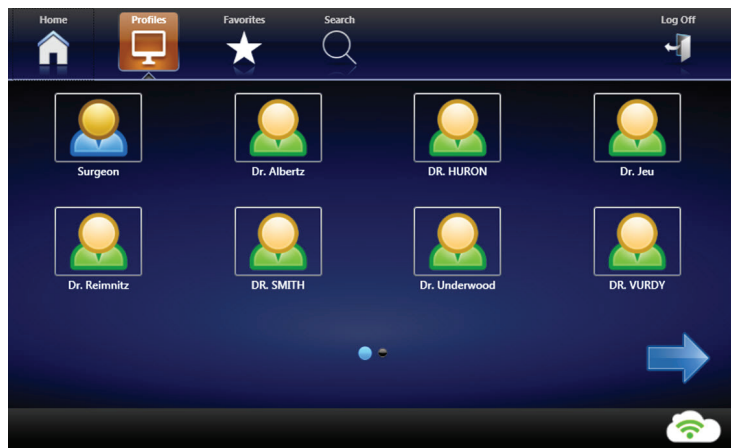 Home Profiles Favorites Search Log Off
Surgeon Dr. Albertz DR. HURON Dr. Jeu
Dr. Reimnitz DR. SMITH Dr. Underwood DR. VURDY